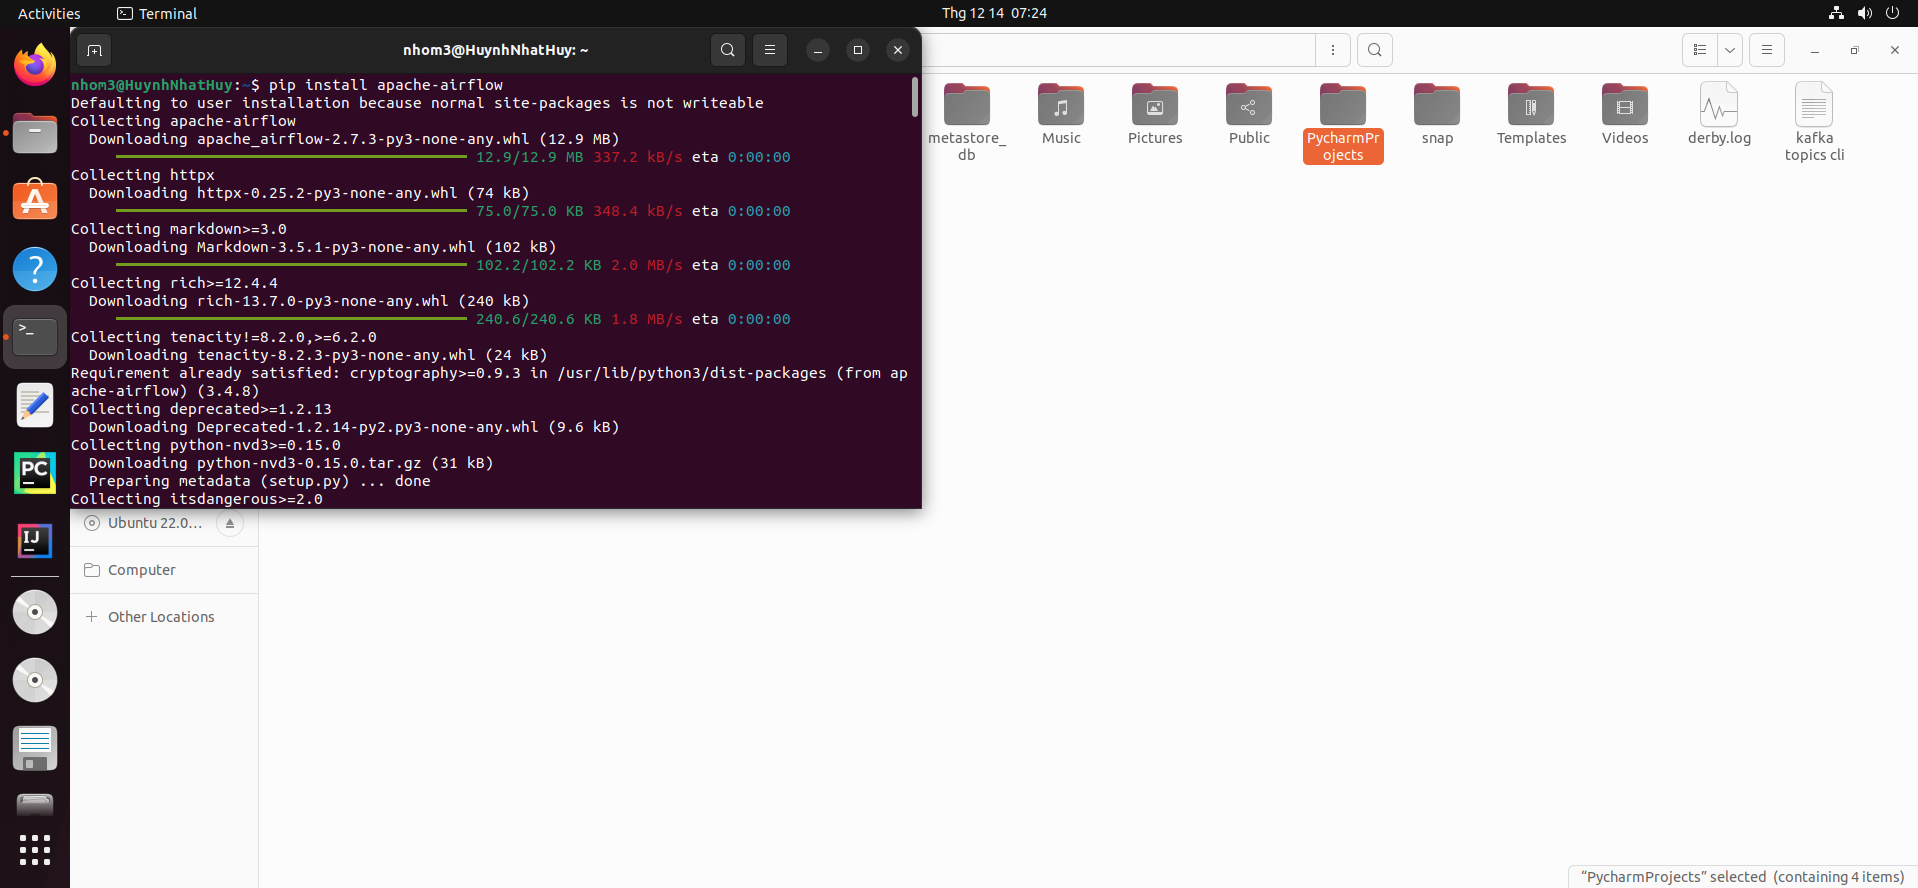 Activities
Terminal
Thg 12 14 07:24
nhom3@HuynhNhatHuy: ~
nhom3@HuynhNhatHuy:~$ pip install apache-airflow
Defaulting to user installation because normal site-packages is not writeable
Collecting apache-airflow
  Downloading apache_airflow-2.7.3-py3-none-any.whl (12.9 MB)
12.9/12.9 MB 337.2 kB/s eta 0:00:00
Collecting httpx
  Downloading httpx-0.25.2-py3-none-any.whl (74 kB)
75.0/75.0 KB 348.4 kB/s eta 0:00:00
Collecting markdown>=3.0
  Downloading Markdown-3.5.1-py3-none-any.whl (102 kB)
102.2/102.2 KB 2.0 MB/s eta 0:00:00
Collecting rich>=12.4.4
  Downloading rich-13.7.0-py3-none-any.whl (240 kB)
240.6/240.6 KB 1.8 MB/s eta 0:00:00
Collecting tenacity!=8.2.0,>=6.2.0
  Downloading tenacity-8.2.3-py3-none-any.whl (24 kB)
Requirement already satisfied: cryptography>=0.9.3 in /usr/lib/python3/dist-packages (from ap
ache-airflow) (3.4.8)
Collecting deprecated>=1.2.13
  Downloading Deprecated-1.2.14-py2.py3-none-any.whl (9.6 kB)
Collecting python-nvd3>=0.15.0
  Downloading python-nvd3-0.15.0.tar.gz (31 kB)
  Preparing metadata (setup.py) ... done
Collecting itsdangerous>=2.0
metastore_
db
Music
Pictures
Public
PycharmPr
ojects
snap
Templates
Videos
derby.log
kafka
topics cli
PC
IJ
Ubuntu 22.0...
Computer
Other Locations
“PycharmProjects” selected (containing 4 items)